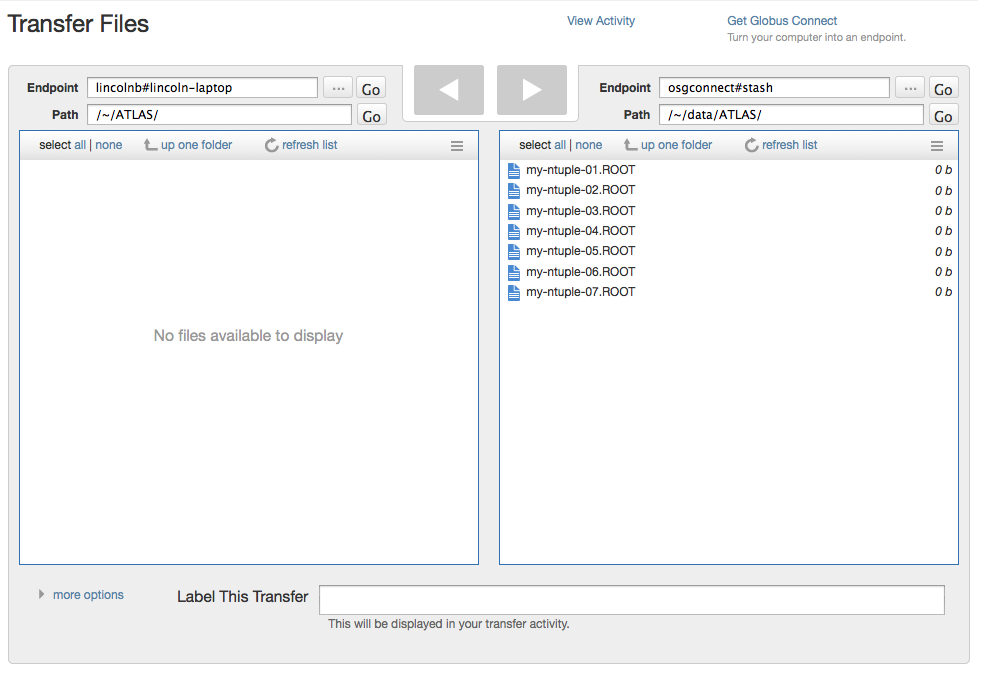 Transfer Files
View Activity
Get Globus Connect
Turn your computer into an endpoint.
Endpoint lincolnb#lincoln-laptop ... Go
Path /~/ATLAS/ Go
select all | none up one folder refresh list
No files available to display
Endpoint osgconnect#stash ... Go
Path /~/data/ATLAS/ Go
select all | none up one folder refresh list
my-ntuple-01.ROOT 0 b
my-ntuple-02.ROOT 0 b
my-ntuple-03.ROOT 0 b
my-ntuple-04.ROOT 0 b
my-ntuple-05.ROOT 0 b
my-ntuple-06.ROOT 0 b
my-ntuple-07.ROOT 0 b
more options
Label This Transfer
This will be displayed in your transfer activity.